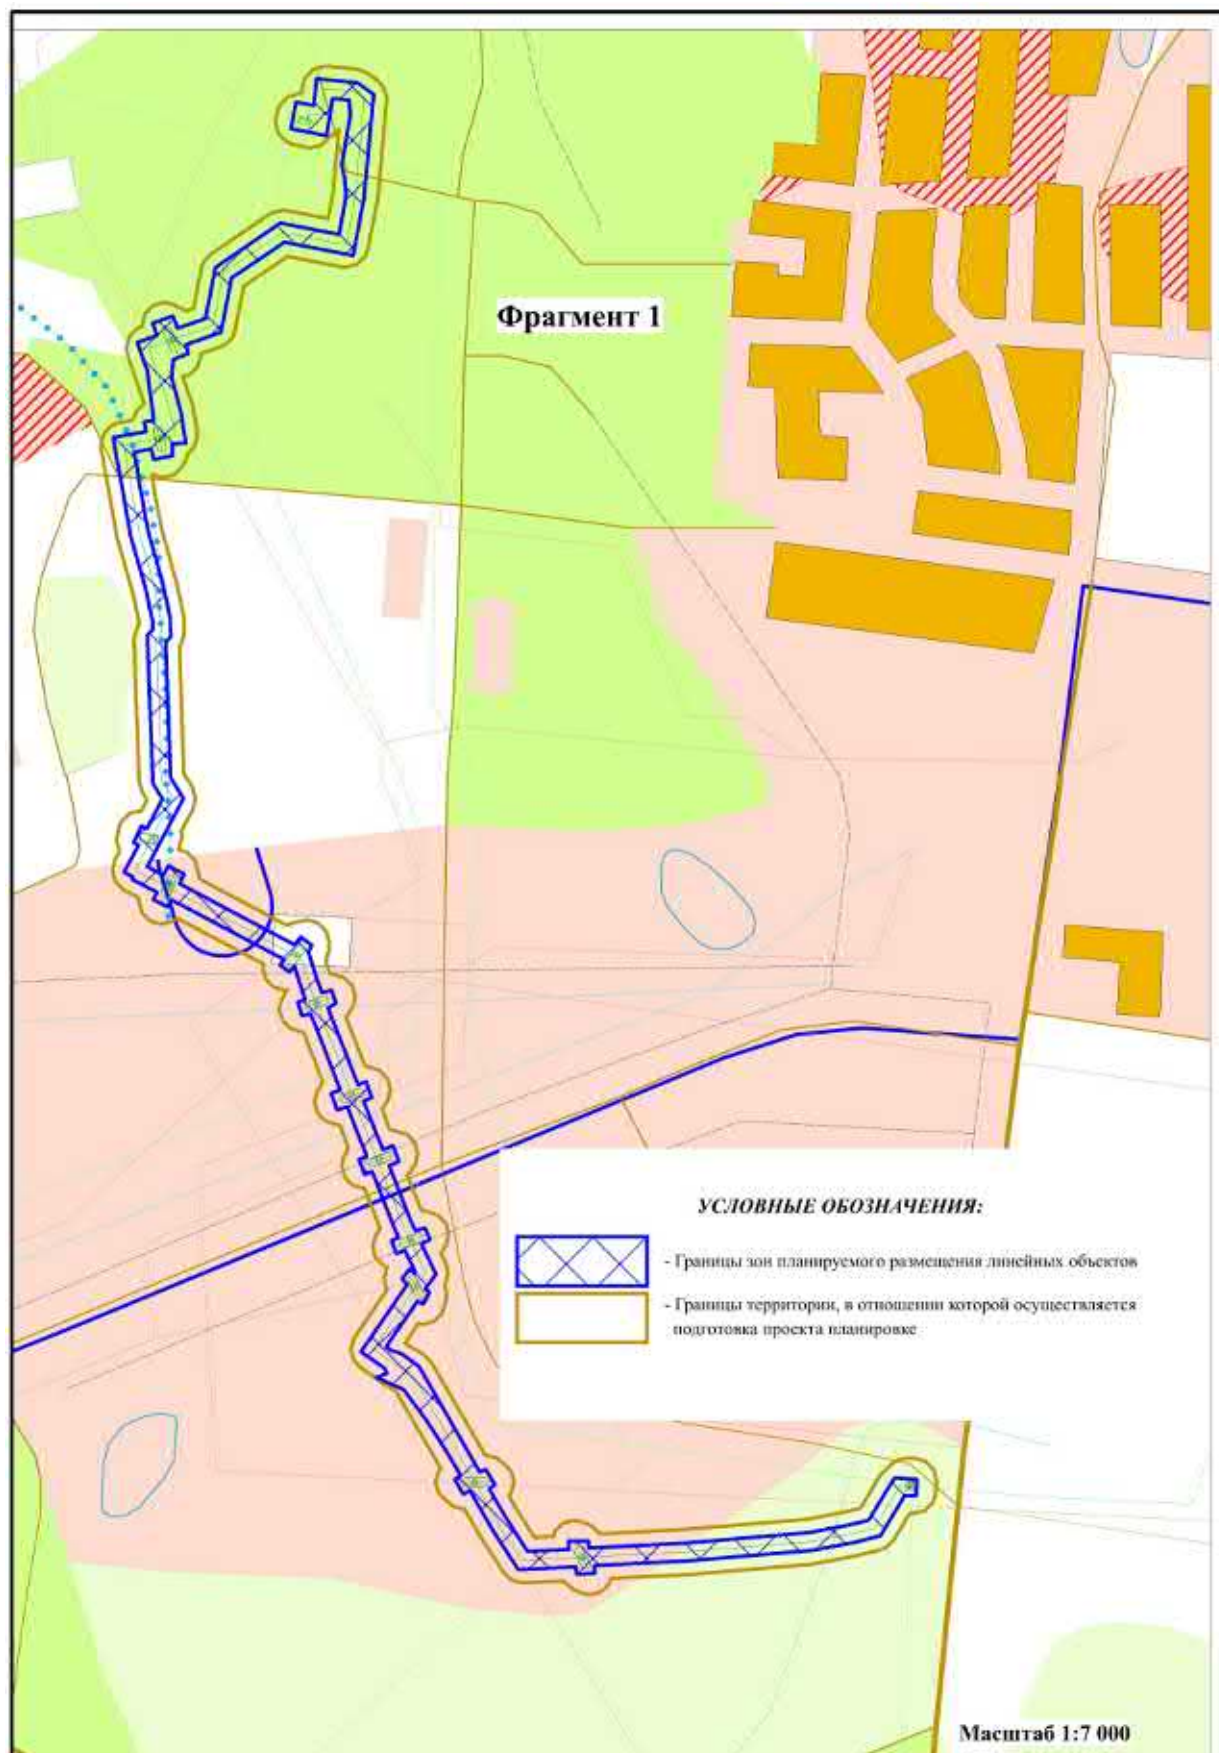 Фрагмент 1
УСЛОВНЫЕ ОБОЗНАЧЕНИЯ:
- Границы зон планируемого размещения линейных объектов
- Границы территории, в отношении которой осуществляется
подготовка проекта планировке
Масштаб 1:7 000